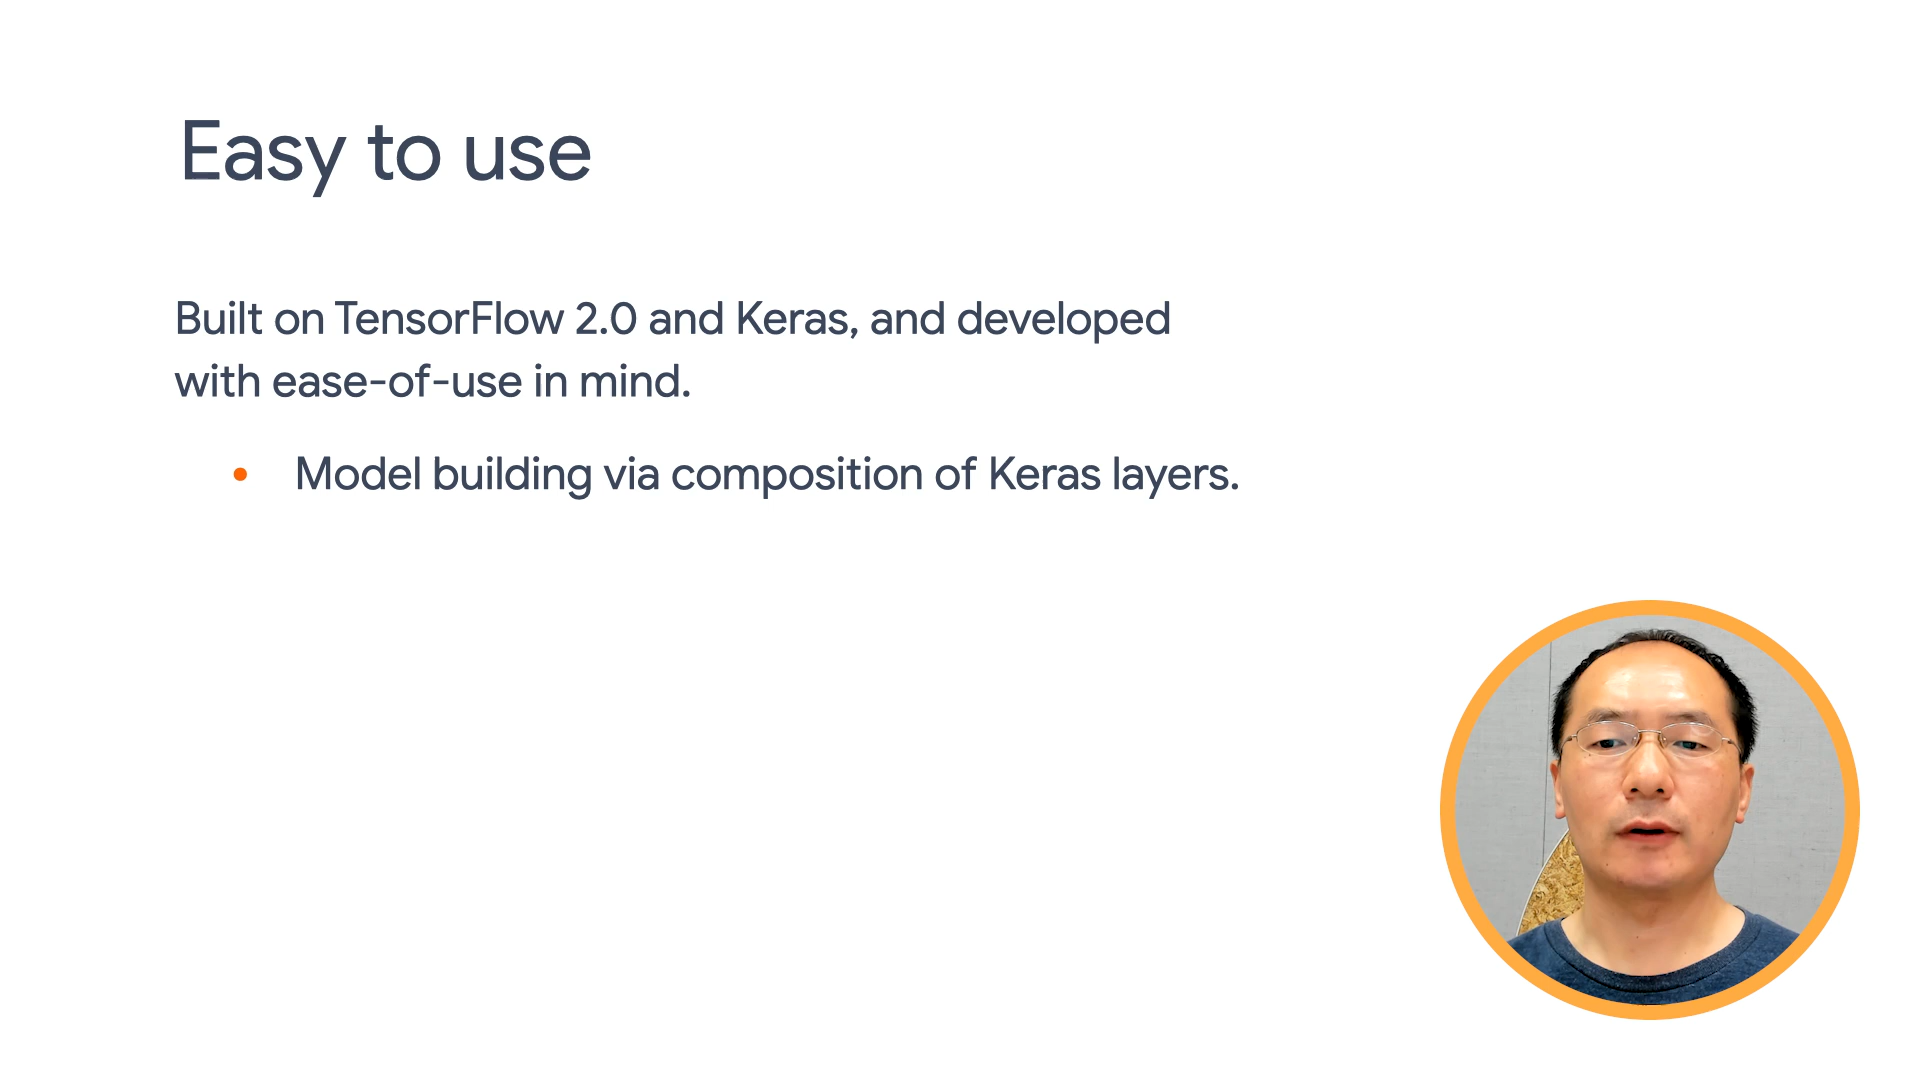 Easy to use
Built on TensorFlow 2.0 and Keras, and developed
with ease-of-use in mind.
• Model building via composition of Keras layers.